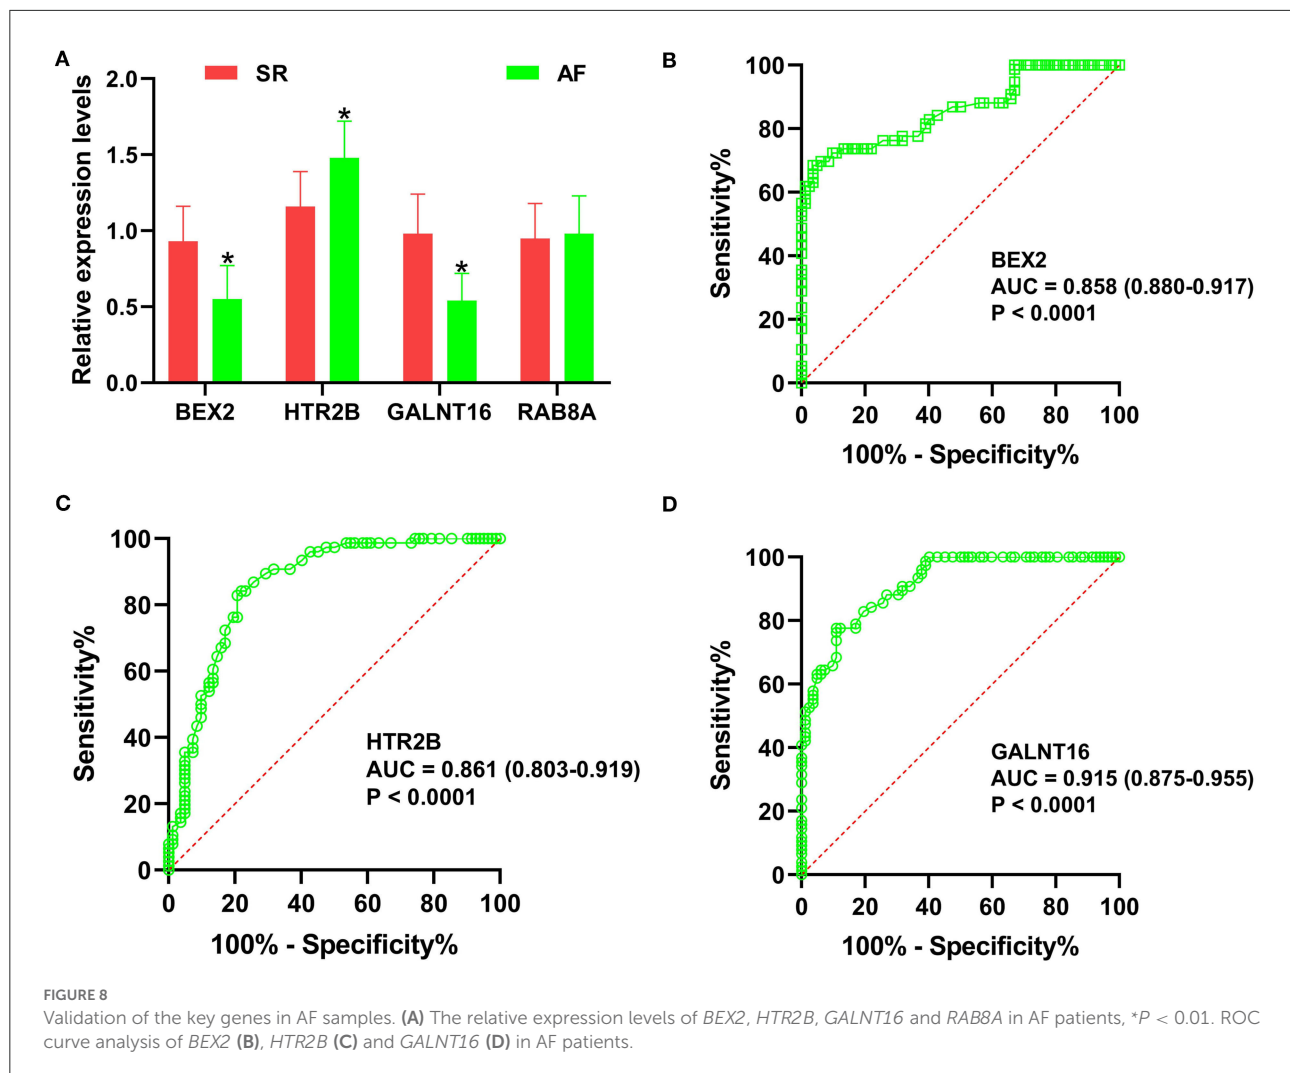 A
SR
AF
Relative expression levels
2.0
1.5
1.0
0.5
0.0
*
*
*
BEX2
HTR2B
GALNT16
RAB8A
B
Sensitivity%
100
80
60
40
20
0
BEX2
AUC = 0.858 (0.880-0.917)
P < 0.0001
0 20 40 60 80 100
100% - Specificity%
C
Sensitivity%
100
80
60
40
20
0
HTR2B
AUC = 0.861 (0.803-0.919)
P < 0.0001
0 20 40 60 80 100
100% - Specificity%
D
Sensitivity%
100
80
60
40
20
0
GALNT16
AUC = 0.915 (0.875-0.955)
P < 0.0001
0 20 40 60 80 100
100% - Specificity%
FIGURE 8
Validation of the key genes in AF samples. (A) The relative expression levels of BEX2, HTR2B, GALNT16 and RAB8A in AF patients, *P < 0.01. ROC
curve analysis of BEX2 (B), HTR2B (C) and GALNT16 (D) in AF patients.